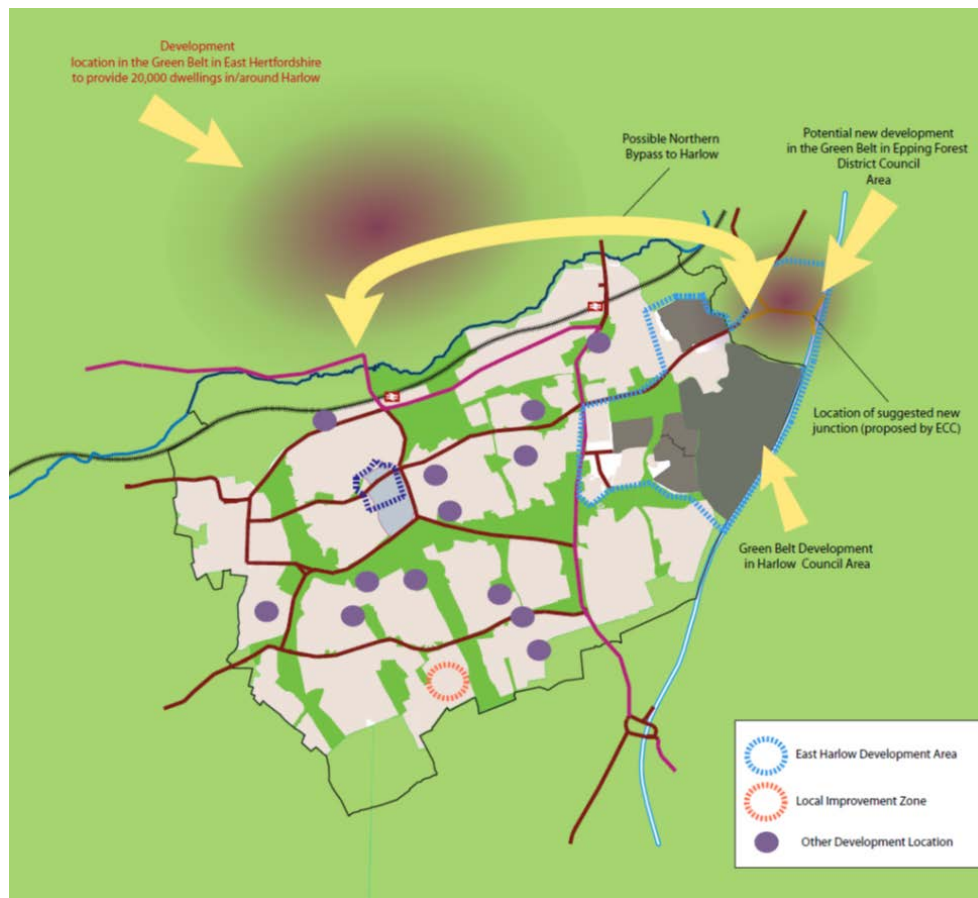 Development
location in the Green Belt in East Hertfordshire
to provide 20,000 dwellings in/around Harlow
Possible Northern
Bypass to Harlow
Potential new development
in the Green Belt in Epping Forest
District Council
Area
Location of suggested new
junction (proposed by ECC)
Green Belt Development
in Harlow Council Area
East Harlow Development Area
Local Improvement Zone
Other Development Location